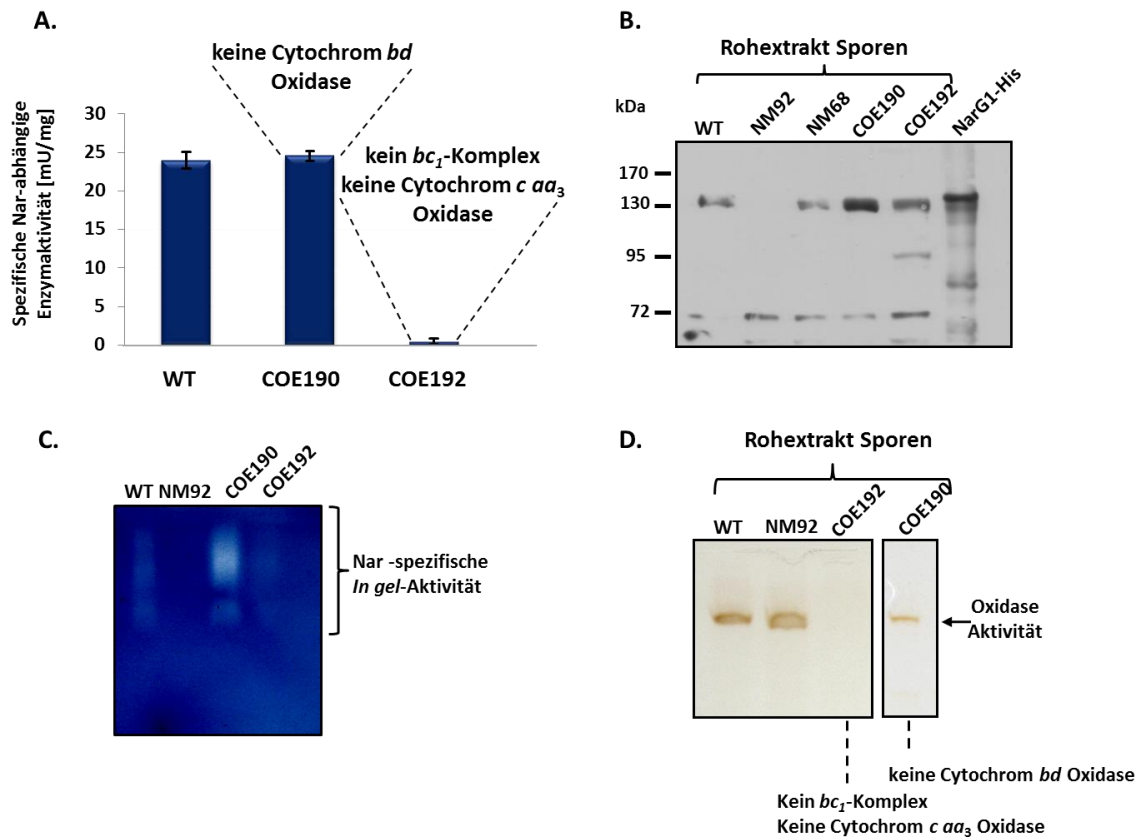 A.
keine Cytochrom bd
Oxidase
kein bc1-Komplex
keine Cytochrom c aa3
Oxidase
Spezifische Nar-abhängige
Enzymaktivität [mU/mg]
30
25
20
15
10
5
0
WT COE190 COE192
B.
Rohextrakt Sporen
kDa
WT NM92 NM68 COE190 COE192 NarG1-His
170
130
95
72
C.
WT NM92 COE190 COE192
Nar -spezifische
In gel-Aktivität
D.
Rohextrakt Sporen
WT NM92 COE192 COE190
Oxidase
Aktivität
keine Cytochrom bd Oxidase
Kein bc1-Komplex
Keine Cytochrom c aa3 Oxidase